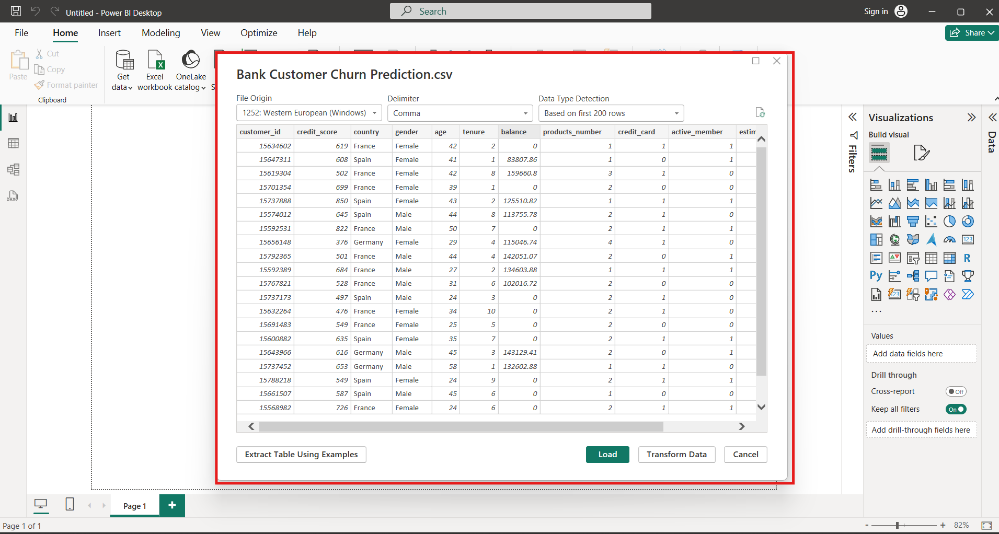 Untitled - Power BI Desktop
Search
Sign in
File Home Insert Modeling View Optimize Help
Share
Paste
Cut
Copy
Format painter
Clipboard
Get data
Excel workbook
OneLake catalog
S
Bank Customer Churn Prediction.csv
File Origin Delimiter Data Type Detection
1252: Western European (Windows) Comma Based on first 200 rows
customer_id credit_score country gender age tenure balance products_number credit_card active_member estim
15634602 619 France Female 42 2 0 1 1 1
15647311 608 Spain Female 41 1 83807.86 1 0 1
15619304 502 France Female 42 8 159660.8 3 1 0
15701354 699 France Female 39 1 0 2 0 0
15737888 850 Spain Female 43 2 125510.82 1 1 1
15574012 645 Spain Male 44 8 113755.78 2 1 0
15592531 822 France Male 50 7 0 2 1 1
15656148 376 Germany Female 29 4 115046.74 4 1 0
15792365 501 France Male 44 4 142051.07 2 0 1
15592389 684 France Male 27 2 134603.88 1 1 1
15767821 528 France Male 31 6 102016.72 2 0 0
15737173 497 Spain Male 24 3 0 2 1 0
15632264 476 France Female 34 10 0 2 1 0
15691483 549 France Female 25 5 0 2 0 0
15600882 635 Spain Female 35 7 0 2 1 1
15643966 616 Germany Male 45 3 143129.41 2 0 1
15737452 653 Germany Male 58 1 132602.88 1 1 0
15788218 549 Spain Female 24 9 0 2 1 1
15661507 587 Spain Male 45 6 0 1 0 0
15568982 726 France Female 24 6 0 2 1 1
Extract Table Using Examples Load Transform Data Cancel
Filters
Visualizations
Build visual
123
R
Py
123
Values
Add data fields here
Drill through
Cross-report Off
Keep all filters On
Add drill-through fields here
Data
DAX
Page 1
Page 1 of 1
- + 82%